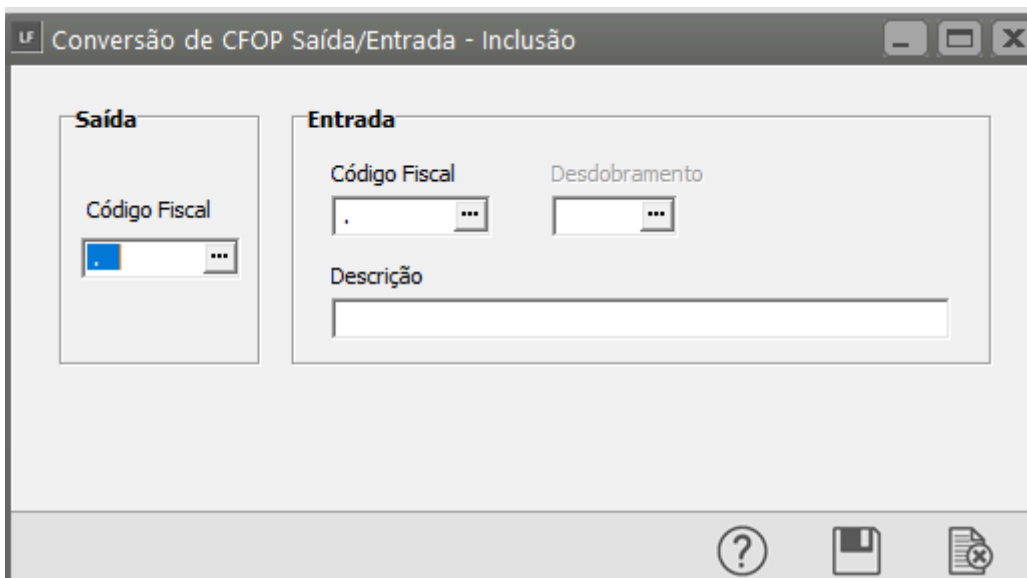 LF Conversão de CFOP Saída/Entrada - Inclusão
Saída
Código Fiscal
.
...
Entrada
Código Fiscal Desdobramento
. ... ...
Descrição
?